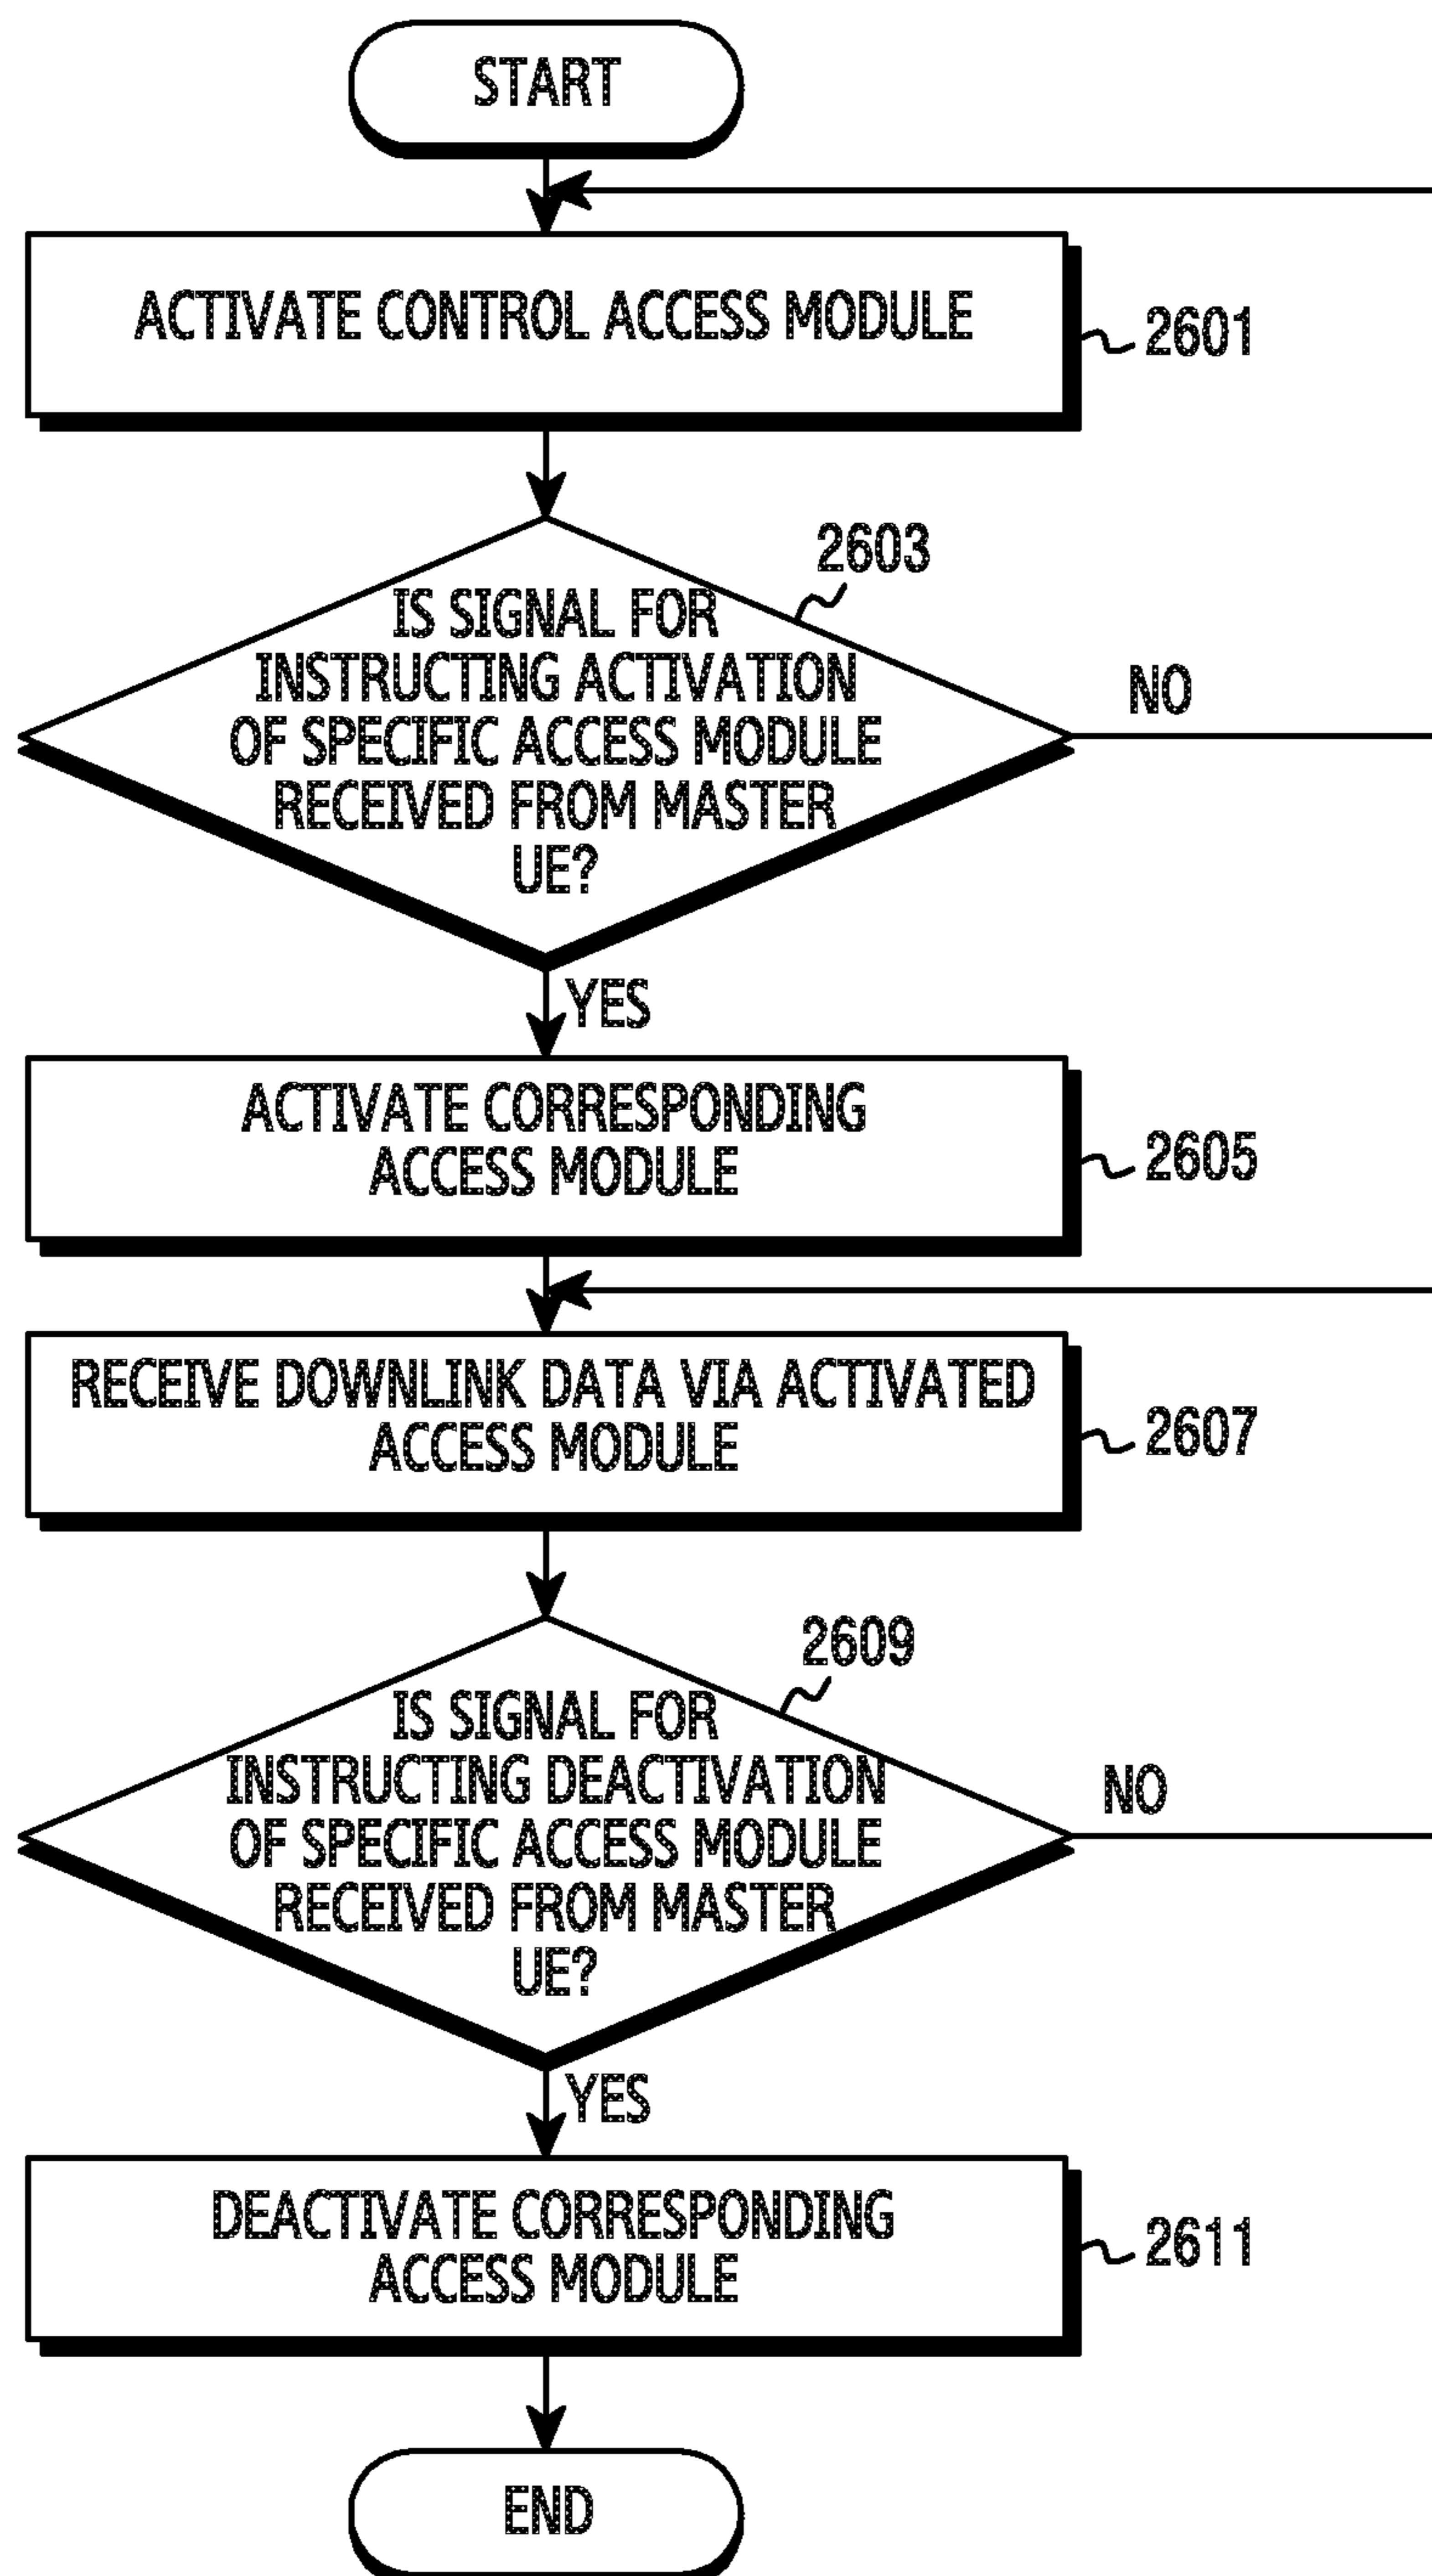 START
ACTIVATE CONTROL ACCESS MODULE
2601
2603
IS SIGNAL FOR
INSTRUCTING ACTIVATION
OF SPECIFIC ACCESS MODULE
RECEIVED FROM MASTER
UE?
NO
YES
ACTIVATE CORRESPONDING
ACCESS MODULE
2605
RECEIVE DOWNLINK DATA VIA ACTIVATED
ACCESS MODULE
2607
2609
IS SIGNAL FOR
INSTRUCTING DEACTIVATION
OF SPECIFIC ACCESS MODULE
RECEIVED FROM MASTER
UE?
NO
YES
DEACTIVATE CORRESPONDING
ACCESS MODULE
2611
END